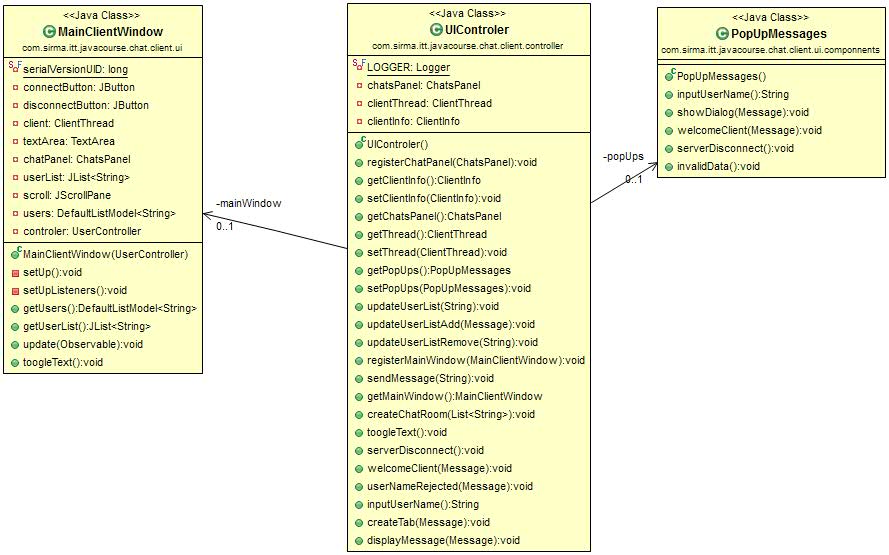 <<Java Class>>
MainClientWindow
com.sirma.itt.javacourse.chat.client.ui
serialVersionUID: long
connectButton: JButton
disconnectButton: JButton
client: ClientThread
textArea: TextArea
chatPanel: ChatsPanel
userList: JList<String>
scroll: JScrollPane
users: DefaultListModel<String>
controler: UserController
MainClientWindow(UserController)
setUp():void
setUpListeners():void
getUsers():DefaultListModel<String>
getUserList():JList<String>
update(Observable):void
toogleText():void
-mainWindow
0..1
<<Java Class>>
UIControler
com.sirma.itt.javacourse.chat.client.controller
LOGGER: Logger
chatsPanel: ChatsPanel
clientThread: ClientThread
clientInfo: ClientInfo
UIControler()
registerChatPanel(ChatsPanel):void
getClientInfo():ClientInfo
setClientInfo(ClientInfo):void
getChatsPanel():ChatsPanel
getThread():ClientThread
setThread(ClientThread):void
getPopUps():PopUpMessages
setPopUps(PopUpMessages):void
updateUserList(String):void
updateUserListAdd(Message):void
updateUserListRemove(String):void
registerMainWindow(MainClientWindow):void
sendMessage(String):void
getMainWindow():MainClientWindow
createChatRoom(List<String>):void
toogleText():void
serverDisconnect():void
welcomeClient(Message):void
userNameRejected(Message):void
inputUserName():String
createTab(Message):void
displayMessage(Message):void
-popUps
0..1
<<Java Class>>
PopUpMessages
com.sirma.itt.javacourse.chat.client.ui.componnents
PopUpMessages()
inputUserName():String
showDialog(Message):void
welcomeClient(Message):void
serverDisconnect():void
invalidData():void